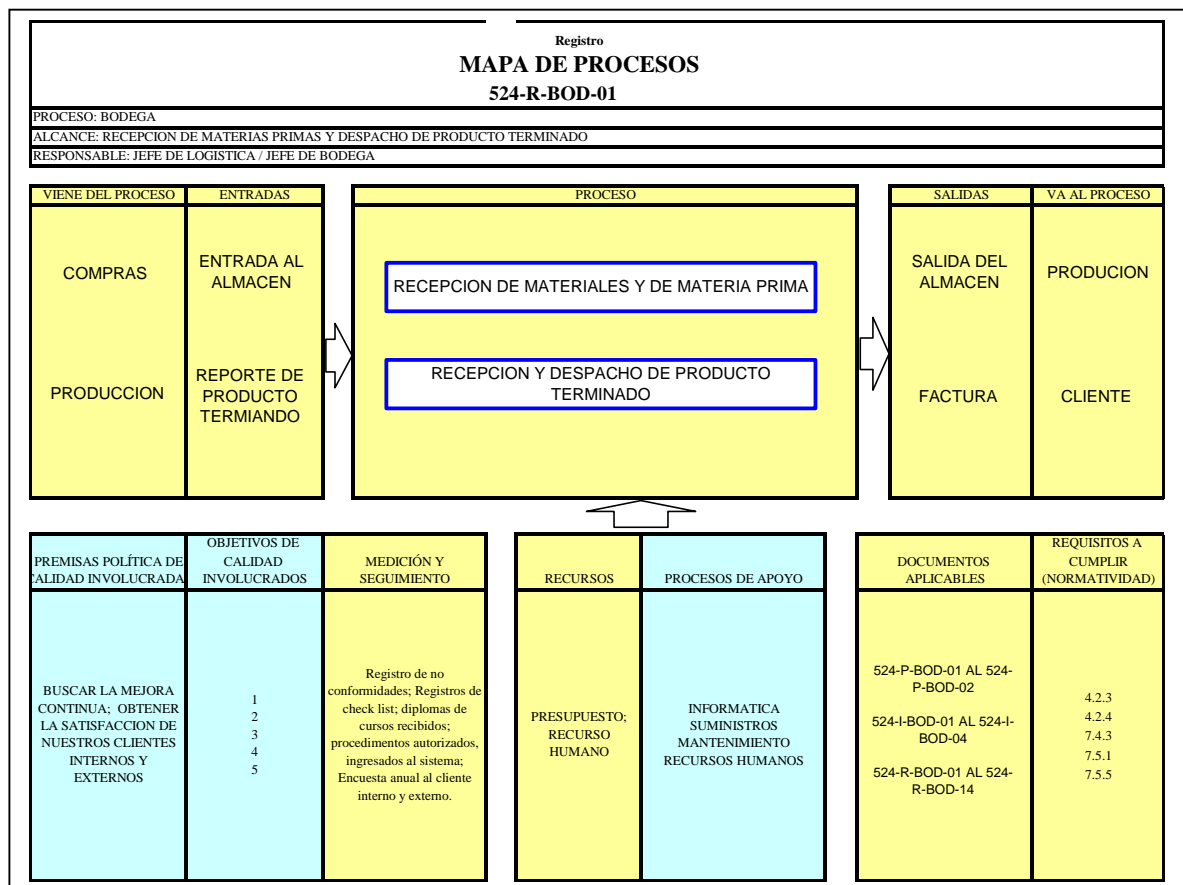 Registro
MAPA DE PROCESOS
524-R-BOD-01
PROCESO: BODEGA
ALCANCE: RECEPCION DE MATERIAS PRIMAS Y DESPACHO DE PRODUCTO TERMINADO
RESPONSABLE: JEFE DE LOGISTICA / JEFE DE BODEGA
VIENE DEL PROCESO
ENTRADAS
PROCESO
SALIDAS
VA AL PROCESO
COMPRAS
ENTRADA AL
ALMACEN
RECEPCION DE MATERIALES Y DE MATERIA PRIMA
SALIDA DEL
ALMACEN
PRODUCION
PRODUCCION
REPORTE DE
PRODUCTO
TERMIANDO
RECEPCION Y DESPACHO DE PRODUCTO
TERMINADO
FACTURA
CLIENTE
PREMISAS POLÍTICA DE
CALIDAD INVOLUCRADA
OBJETIVOS DE
CALIDAD
INVOLUCRADOS
MEDICIÓN Y
SEGUIMIENTO
RECURSOS
PROCESOS DE APOYO
DOCUMENTOS
APLICABLES
REQUISITOS A
CUMPLIR
(NORMATIVIDAD)
BUSCAR LA MEJORA
CONTINUA; OBTENER
LA SATISFACCION DE
NUESTROS CLIENTES
INTERNOS Y
EXTERNOS
1
2
3
4
5
Registro de no
conformidades; Registros de
check list; diplomas de
cursos recibidos;
procedimentos autorizados,
ingresados al sistema;
Encuesta anual al cliente
interno y externo.
PRESUPUESTO;
RECURSO
HUMANO
INFORMATICA
SUMINISTROS
MANTENIMIENTO
RECURSOS HUMANOS
524-P-BOD-01 AL 524-
P-BOD-02
524-I-BOD-01 AL 524-I-
BOD-04
524-R-BOD-01 AL 524-
R-BOD-14
4.2.3
4.2.4
7.4.3
7.5.1
7.5.5